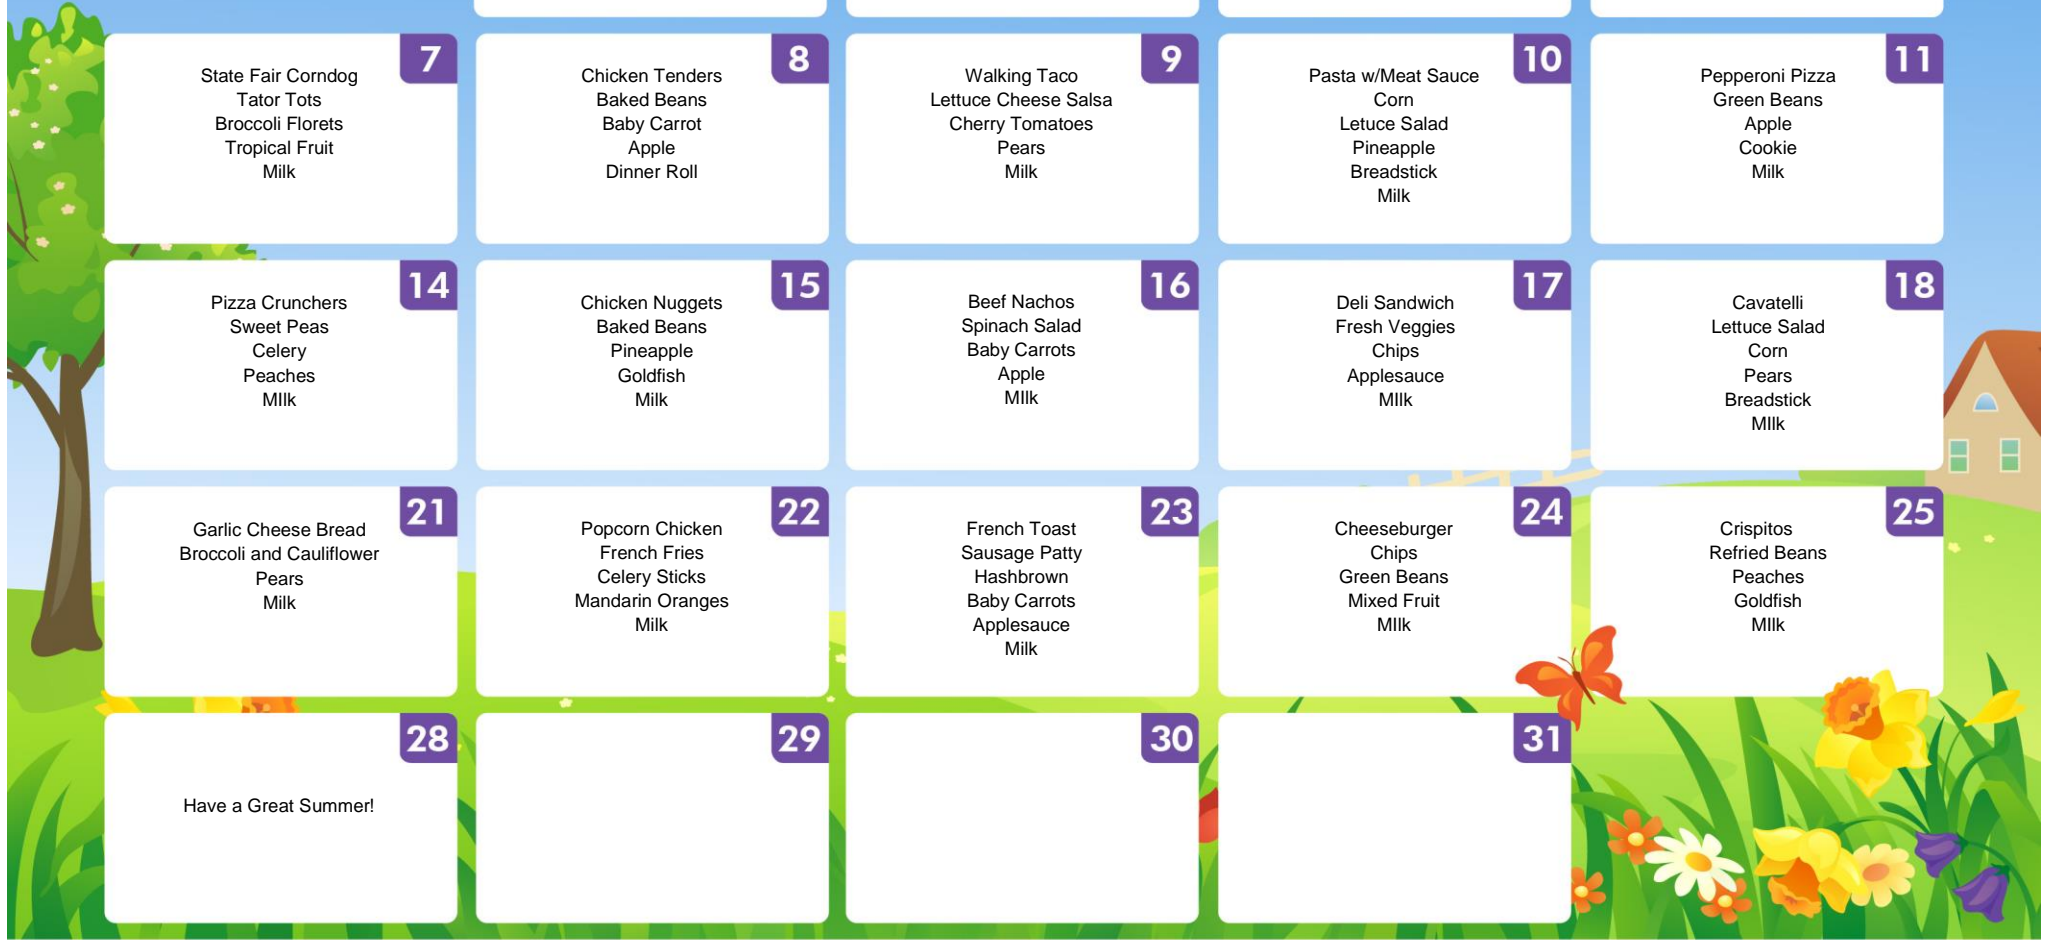 7
State Fair Corndog
Tator Tots
Broccoli Florets
Tropical Fruit
Milk
8
Chicken Tenders
Baked Beans
Baby Carrot
Apple
Dinner Roll
9
Walking Taco
Lettuce Cheese Salsa
Cherry Tomatoes
Pears
Milk
10
Pasta w/Meat Sauce
Corn
Letuce Salad
Pineapple
Breadstick
Milk
11
Pepperoni Pizza
Green Beans
Apple
Cookie
Milk
14
Pizza Crunchers
Sweet Peas
Celery
Peaches
MIlk
15
Chicken Nuggets
Baked Beans
Pineapple
Goldfish
Milk
16
Beef Nachos
Spinach Salad
Baby Carrots
Apple
MIlk
17
Deli Sandwich
Fresh Veggies
Chips
Applesauce
MIlk
18
Cavatelli
Lettuce Salad
Corn
Pears
Breadstick
MIlk
21
Garlic Cheese Bread
Broccoli and Cauliflower
Pears
Milk
22
Popcorn Chicken
French Fries
Celery Sticks
Mandarin Oranges
Milk
23
French Toast
Sausage Patty
Hashbrown
Baby Carrots
Applesauce
Milk
24
Cheeseburger
Chips
Green Beans
Mixed Fruit
MIlk
25
Crispitos
Refried Beans
Peaches
Goldfish
MIlk
28
Have a Great Summer!
29
30
31